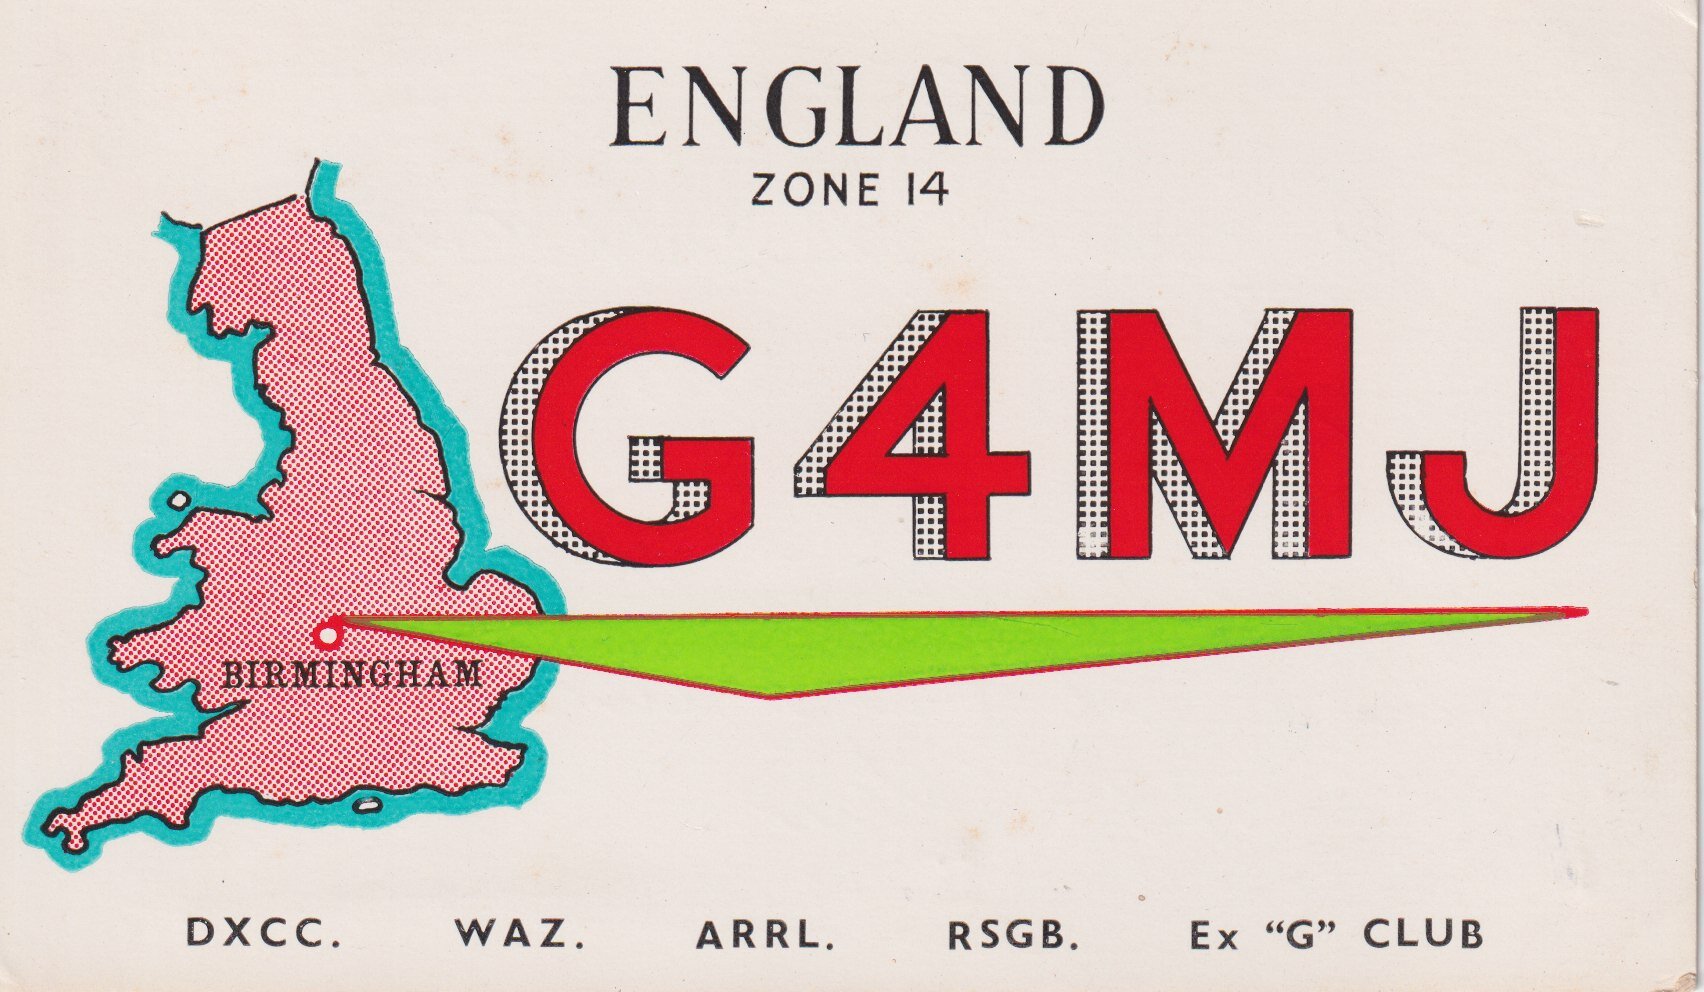 ENGLAND
ZONE 14
G4MJ
BIRMINGHAM
DXCC. WAZ. ARRL. RSGB. Ex “G” CLUB